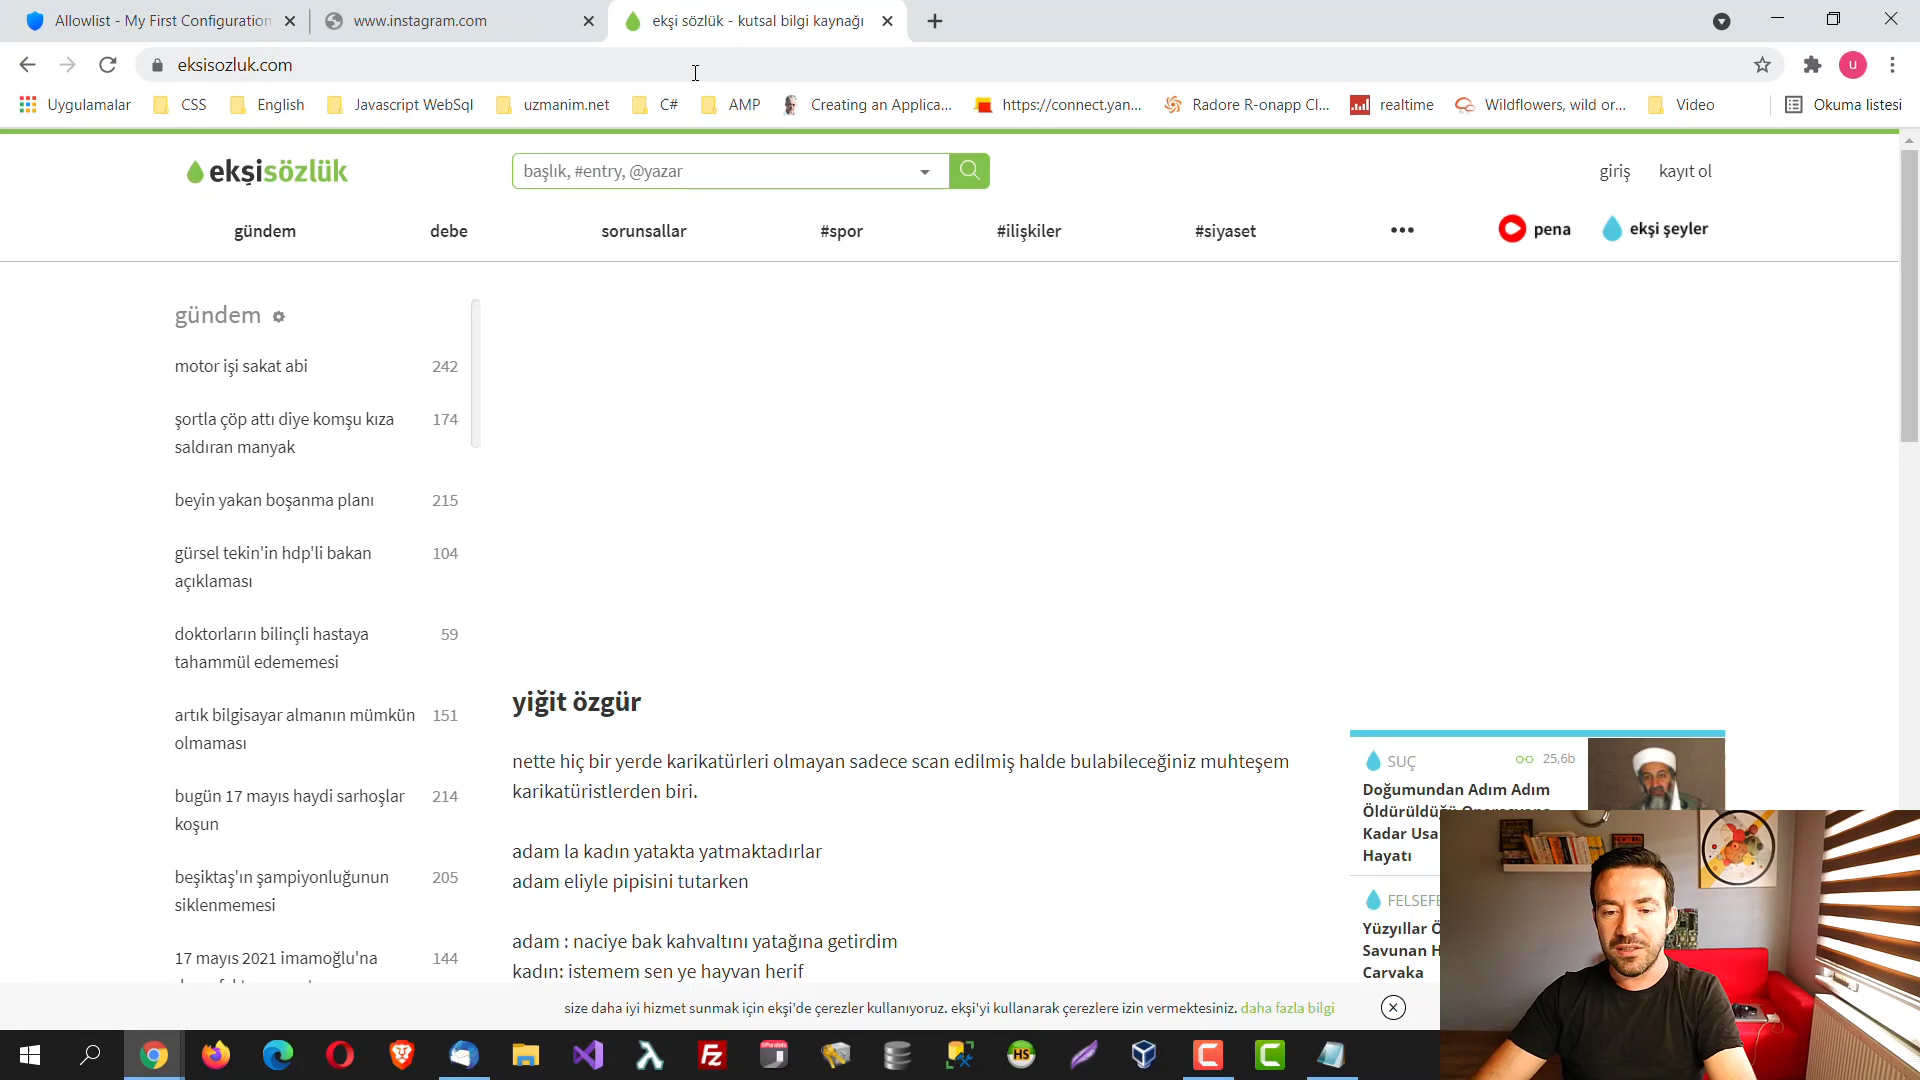 Allowlist - My First Configuration
www.instagram.com
ekşi sözlük - kutsal bilgi kaynağı
eksisozluk.com
u
Uygulamalar
CSS
English
Javascript WebSql
uzmanim.net
C#
AMP
Creating an Applica...
https://connect.yan...
Radore R-onapp Cl...
realtime
Wildflowers, wild or...
Video
Okuma listesi
ekşisözlük
başlık, #entry, @yazar
giriş
kayıt ol
gündem
debe
sorunsallar
#spor
#ilişkiler
#siyaset
•••
pena
ekşi şeyler
gündem
motor işi sakat abi 242
şortla çöp attı diye komşu kıza 174
saldıran manyak
beyin yakan boşanma planı 215
gürsel tekin'in hdp'li bakan 104
açıklaması
doktorların bilinçli hastaya 59
tahammül edememesi
artık bilgisayar almanın mümkün 151
olmaması
bugün 17 mayıs haydi sarhoşlar 214
koşun
beşiktaş'ın şampiyonluğunun 205
siklenmemesi
17 mayıs 2021 imamoğlu'na 144
yiğit özgür
nette hiç bir yerde karikatürleri olmayan sadece scan edilmiş halde bulabileceğiniz muhteşem
karikatüristlerden biri.
adam la kadın yatakta yatmaktadırlar
adam eliyle pipisini tutarken
adam : naciye bak kahvaltını yatağına getirdim
kadın: istemem sen ye hayvan herif
SUÇ 25,6b
Doğumundan Adım Adım
Öldürüldüğü
Kadar Usa
Hayatı
FELSEFE
Yüzyıllar Ö
Savunan H
Carvaka
size daha iyi hizmet sunmak için ekşi'de çerezler kullanıyoruz. ekşi'yi kullanarak çerezlere izin vermektesiniz. daha fazla bilgi
Fz
HS